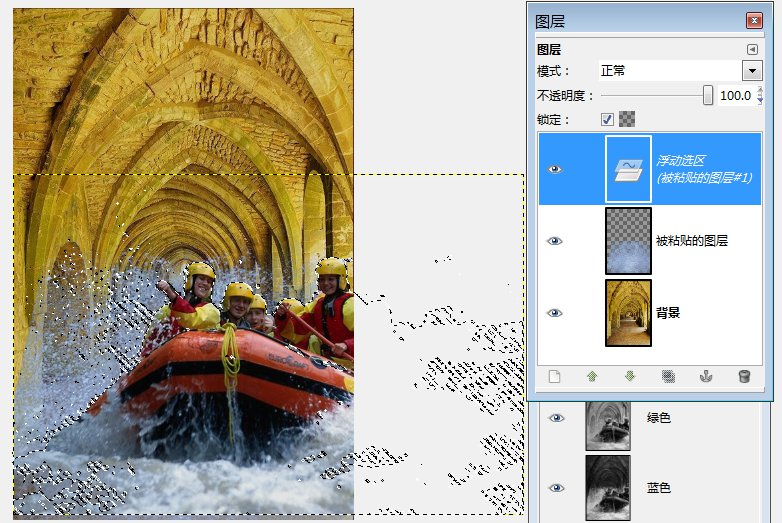 图层
图层
模式：
正常
不透明度：
100.0
锁定：
浮动选区
(被粘贴的图层#1)
被粘贴的图层
背景
绿色
蓝色